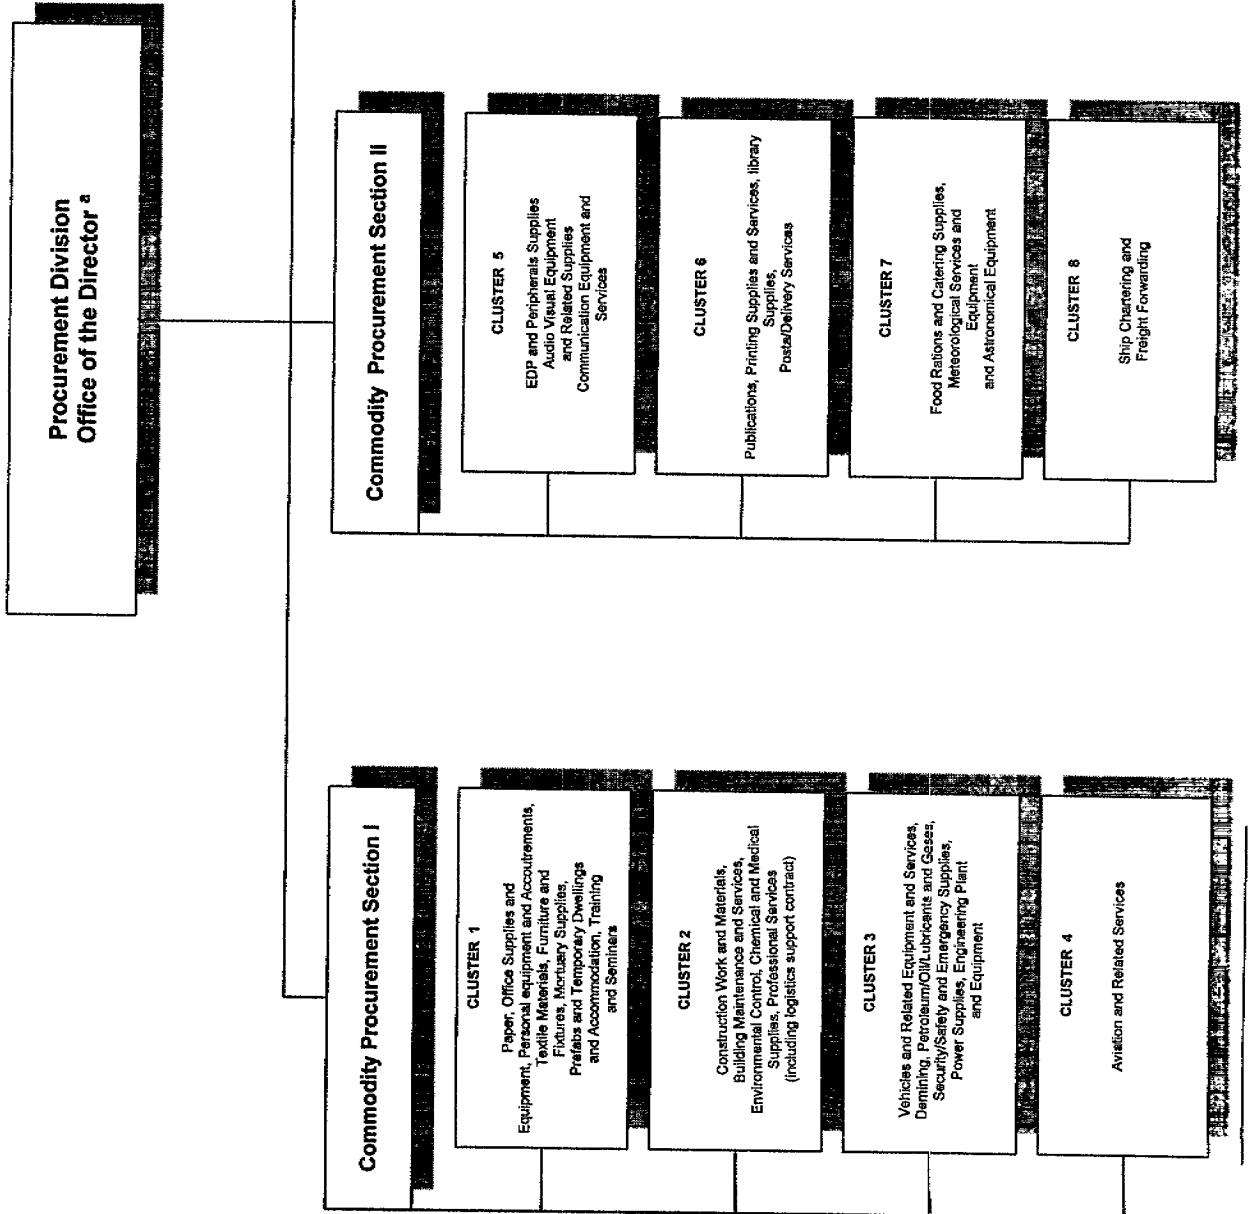 Procurement Division
Office of the Director a
Commodity Procurement Section I
CLUSTER 1
Paper, Office Supplies and
Equipment, Personal equipment and Accoutrements,
Textile Materials, Furniture and
Fixtures, Mortuary Supplies,
Prefabs and Temporary Dwellings
and Accommodation, Training
and Seminars
CLUSTER 2
Construction Work and Materials,
Building Maintenance and Services,
Environmental Control, Chemical and Medical
Supplies, Professional Services
(including logistics support contract)
CLUSTER 3
Vehicles and Related Equipment and Services,
Demining, Petroleum/Oil/Lubricants and Gases,
Security/Safety and Emergency Supplies,
Power Supplies, Engineering Plant
and Equipment
CLUSTER 4
Aviation and Related Services
Commodity Procurement Section II
CLUSTER 5
EDP and Peripherals Supplies
Audio Visual Equipment
and Related Supplies
Communication Equipment and
Services
CLUSTER 6
Publications, Printing Supplies and Services, library
Supplies,
Postal/Delivery Services
CLUSTER 7
Food Rations and Catering Supplies,
Meteorological Services and
Equipment
and Astronomical Equipment
CLUSTER 8
Ship Chartering and
Freight Forwarding